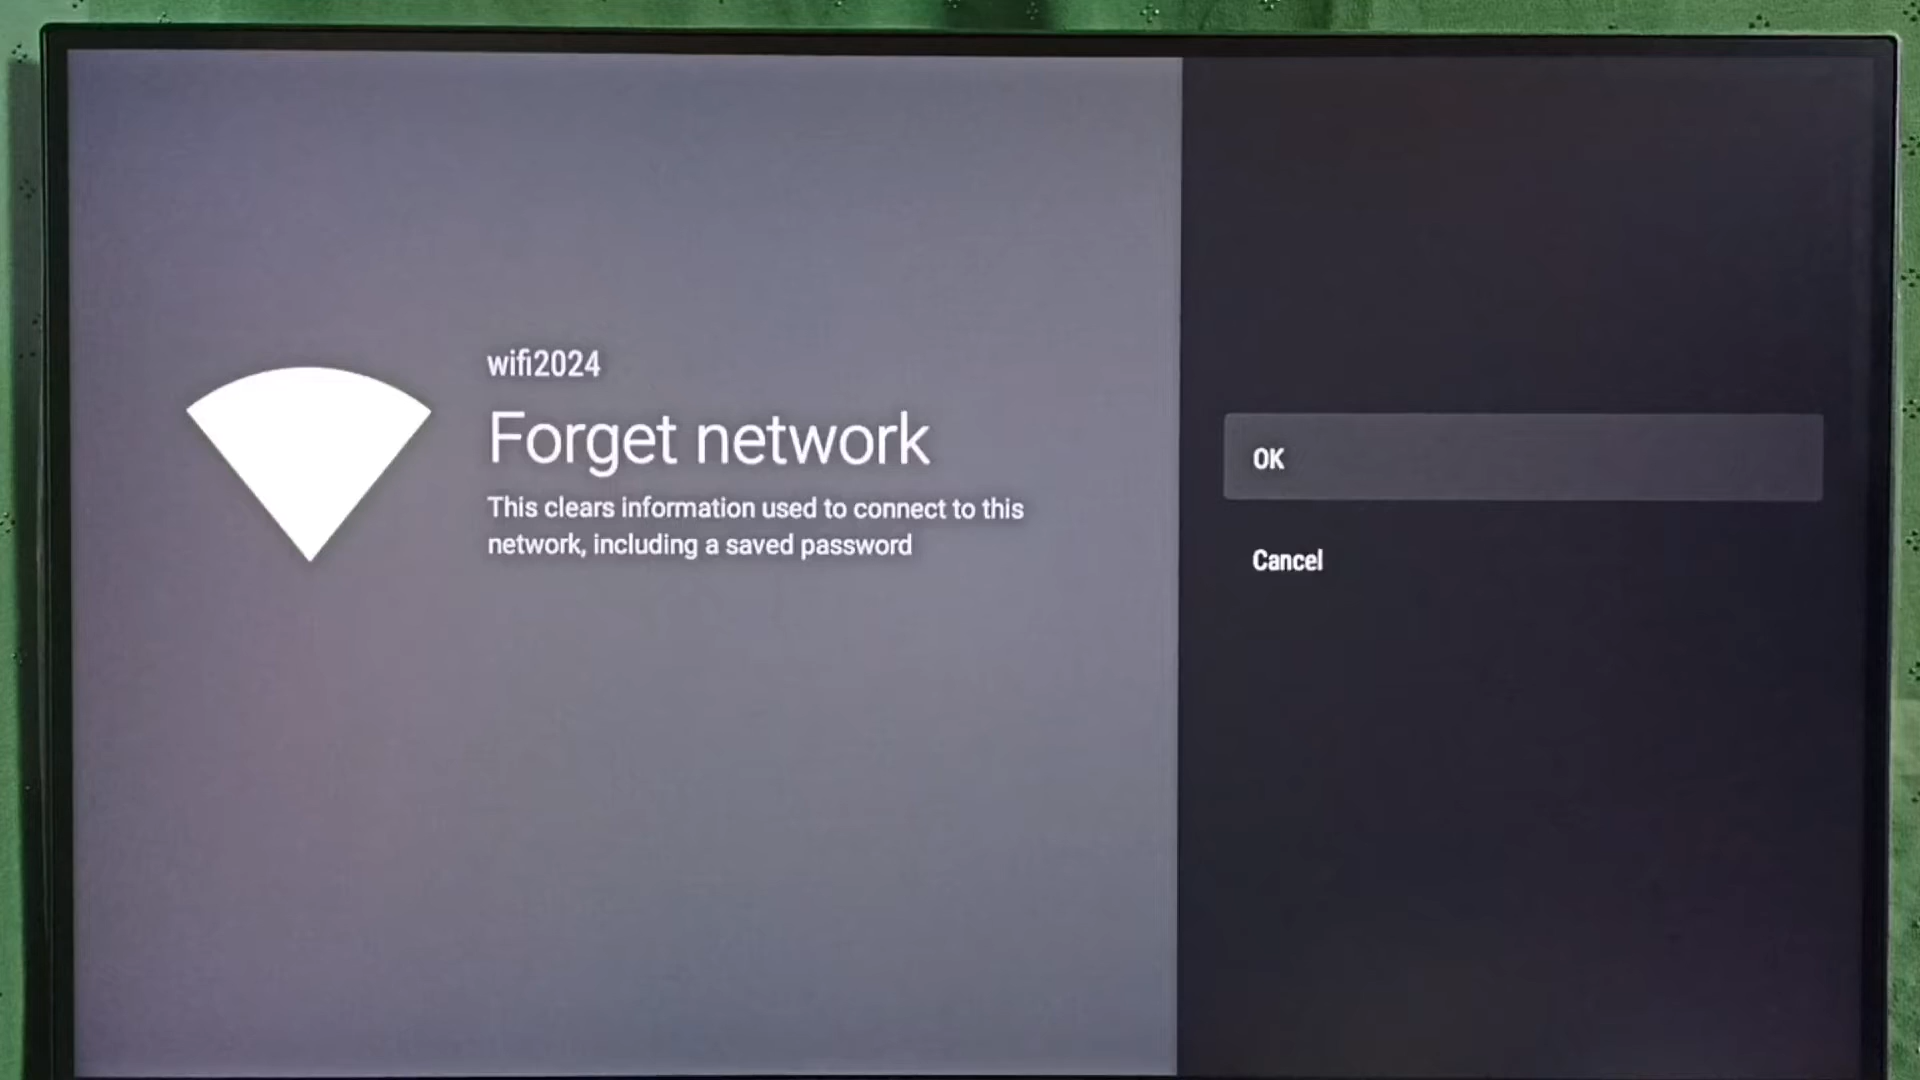 wifi2024
Forget network
This clears information used to connect to this
network, including a saved password
OK
Cancel